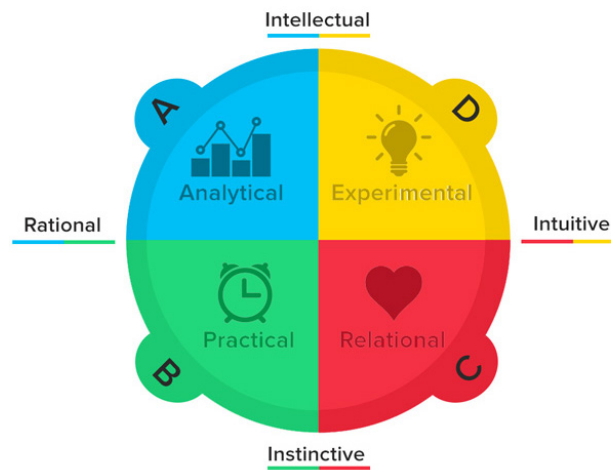 Intellectual
A
D
Analytical
Experimental
Rational
Intuitive
Practical
Relational
B
C
Instinctive